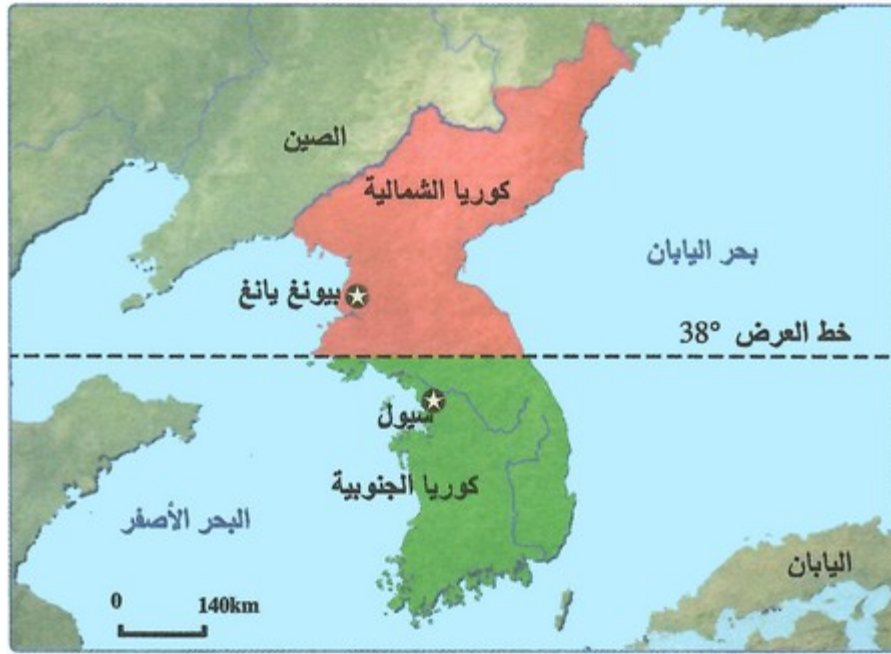 الصين
كوريا الشمالية
بحر اليابان
بيونغ يانغ
خط العرض 38°
سيول
كوريا الجنوبية
البحر الأصفر
اليابان
0 140km